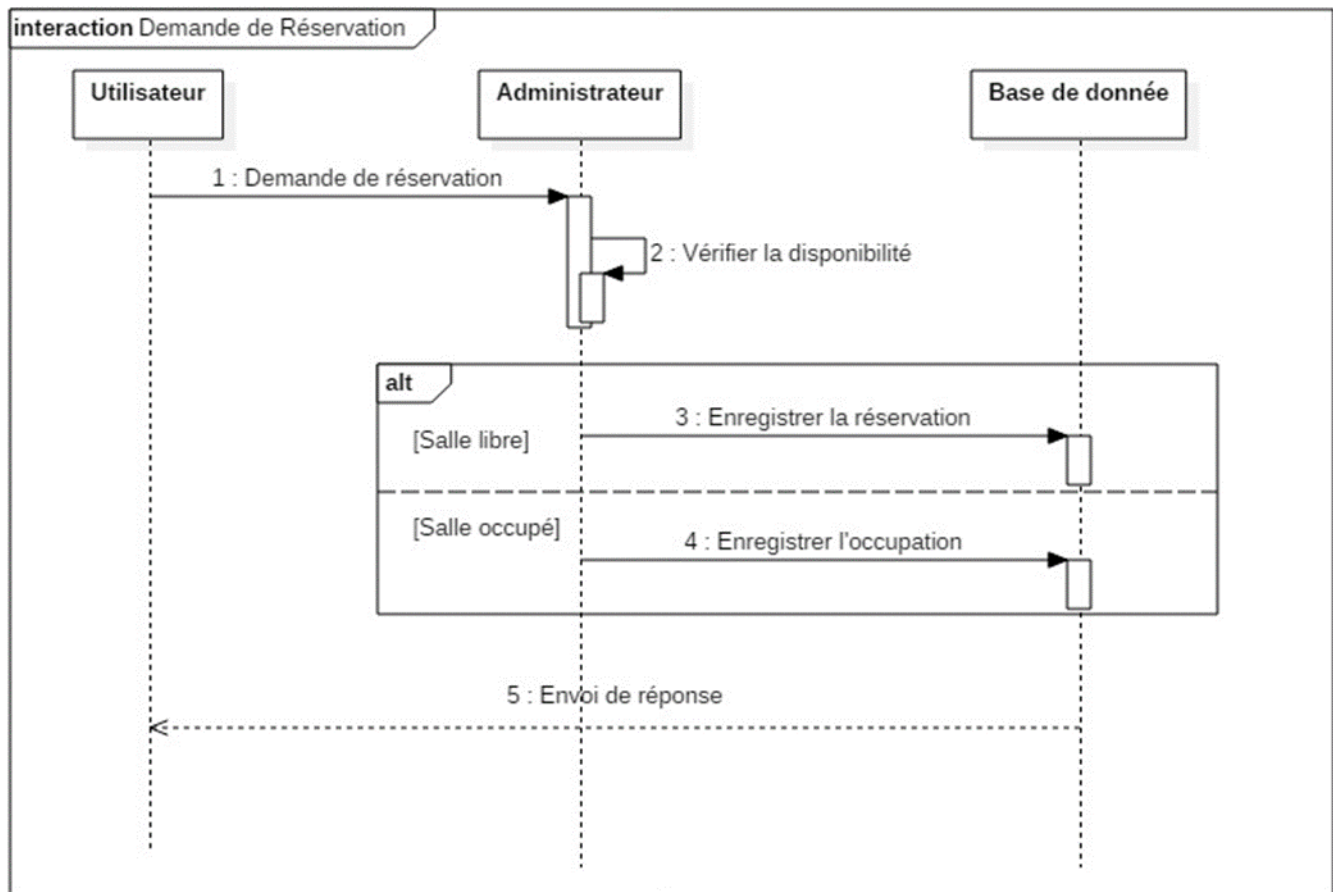 interaction Demande de Réservation
Utilisateur
Administrateur
Base de donnée
1 : Demande de réservation
2 : Vérifier la disponibilité
alt
3 : Enregistrer la réservation
[Salle libre]
[Salle occupé]
4 : Enregistrer l'occupation
5 : Envoi de réponse